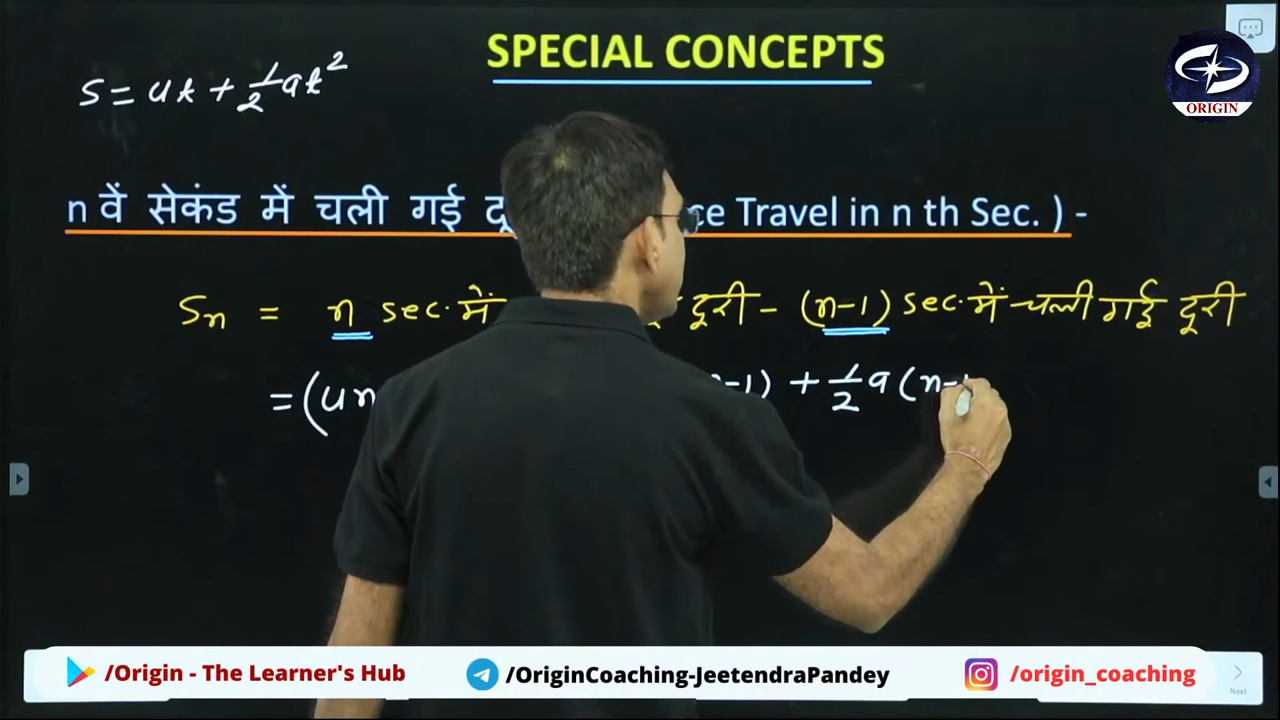 SPECIAL CONCEPTS
S = ut + 1/2 at²
ORIGIN
n वें सेकंड में चली गई Travel in n th Sec. ) -
Sn = n sec. में दूरी - (n-1) sec. में चली गई दूरी
= (un -1) + 1/2 a (n-
/Origin - The Learner's Hub
/OriginCoaching-JeetendraPandey
/origin_coaching
Next